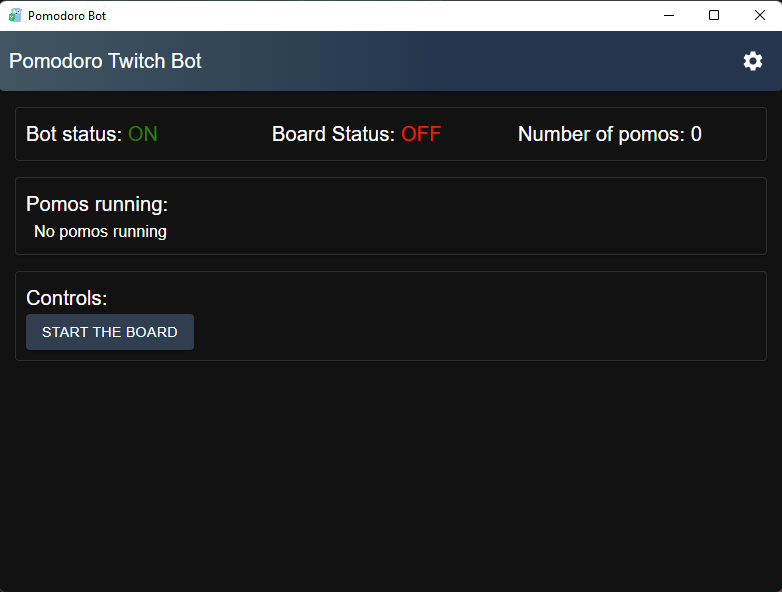 Pomodoro Bot
Pomodoro Twitch Bot
Bot status: ON
Board Status: OFF
Number of pomos: 0
Pomos running:
No pomos running
Controls:
START THE BOARD